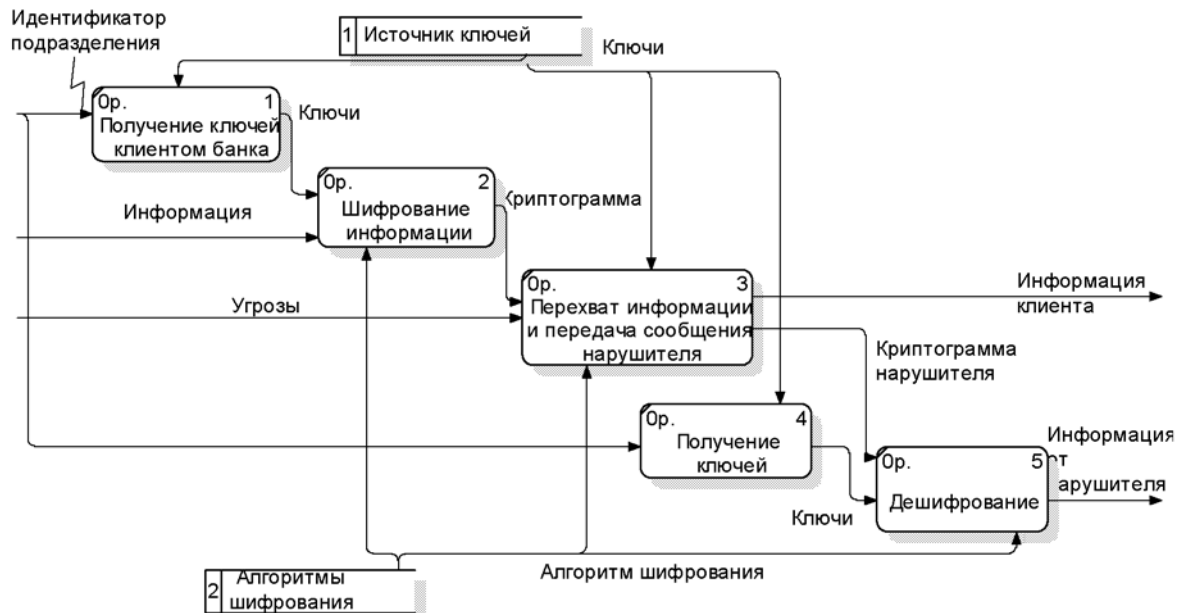 Идентификатор
подразделения
1 Источник ключей
Ключи
0р. 1
Получение ключей
клиентом банка
Ключи
0р. 2
Шифрование
информации
Информация
Криптограмма
0р. 3
Перехват информации
и передача сообщения
нарушителя
Угрозы
Информация
клиента
Криптограмма
нарушителя
0р. 4
Получение
ключей
0р. 5
Дешифрование
Информация
от
нарушителя
Ключи
Алгоритм шифрования
2 Алгоритмы
шифрования